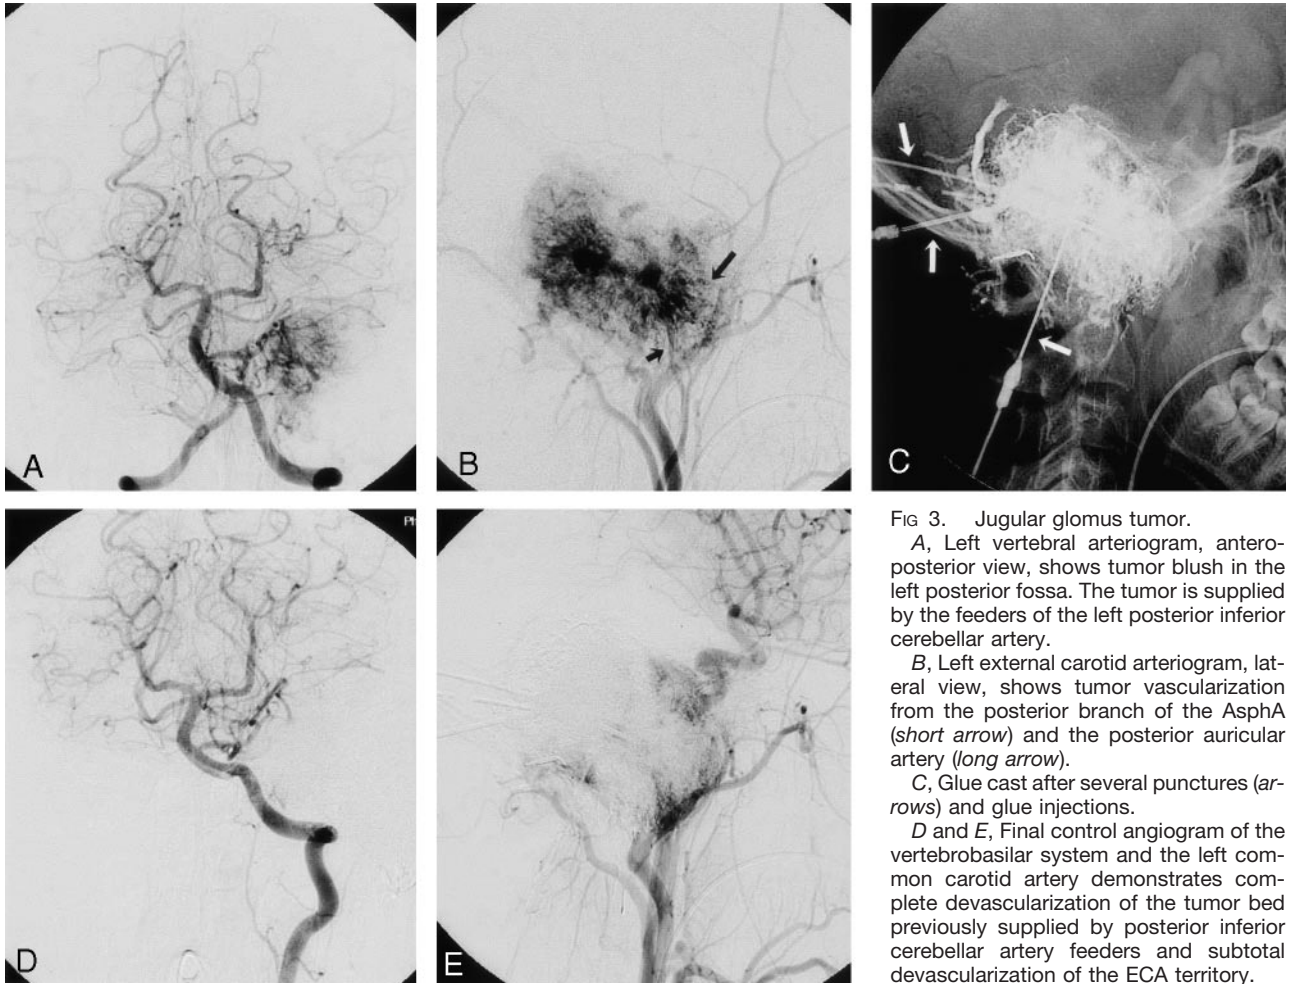 A
B
C
Ph
D
E
FIG 3. Jugular glomus tumor.
A, Left vertebral arteriogram, antero-
posterior view, shows tumor blush in the
left posterior fossa. The tumor is supplied
by the feeders of the left posterior inferior
cerebellar artery.
B, Left external carotid arteriogram, lat-
eral view, shows tumor vascularization
from the posterior branch of the AsphA
(short arrow) and the posterior auricular
artery (long arrow).
C, Glue cast after several punctures (ar-
rows) and glue injections.
D and E, Final control angiogram of the
vertebrobasilar system and the left com-
mon carotid artery demonstrates com-
plete devascularization of the tumor bed
previously supplied by posterior inferior
cerebellar artery feeders and subtotal
devascularization of the ECA territory.